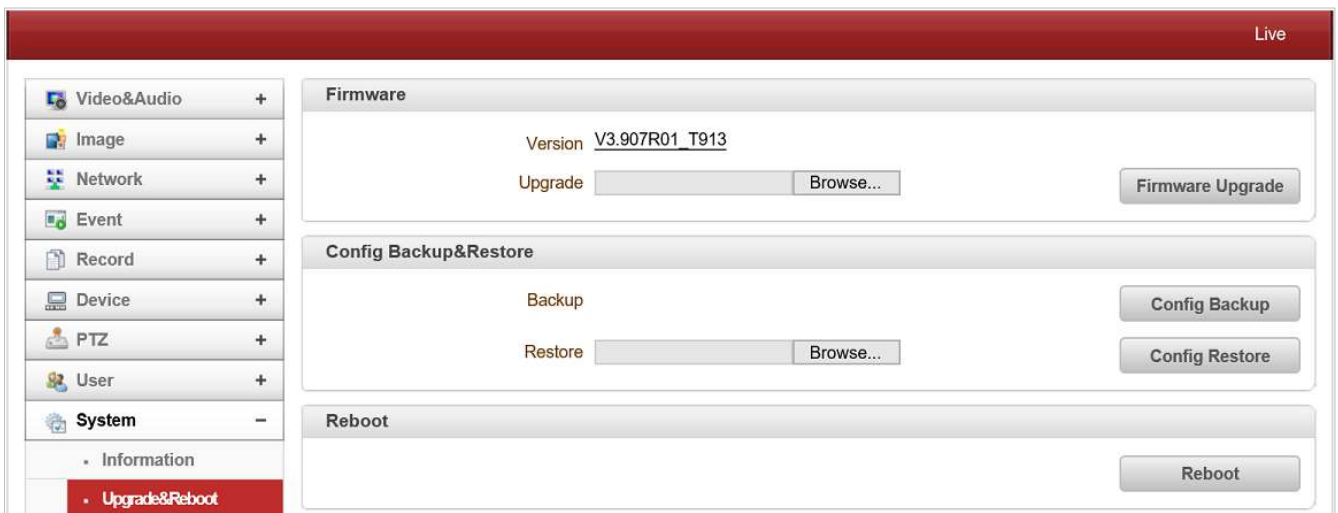 Live
Video&Audio +
Image +
Network +
Event +
Record +
Device +
PTZ +
User +
System −
Information
Upgrade&Reboot
Firmware
Version V3.907R01_T913
Upgrade Browse... Firmware Upgrade
Config Backup&Restore
Backup Config Backup
Restore Browse... Config Restore
Reboot
Reboot